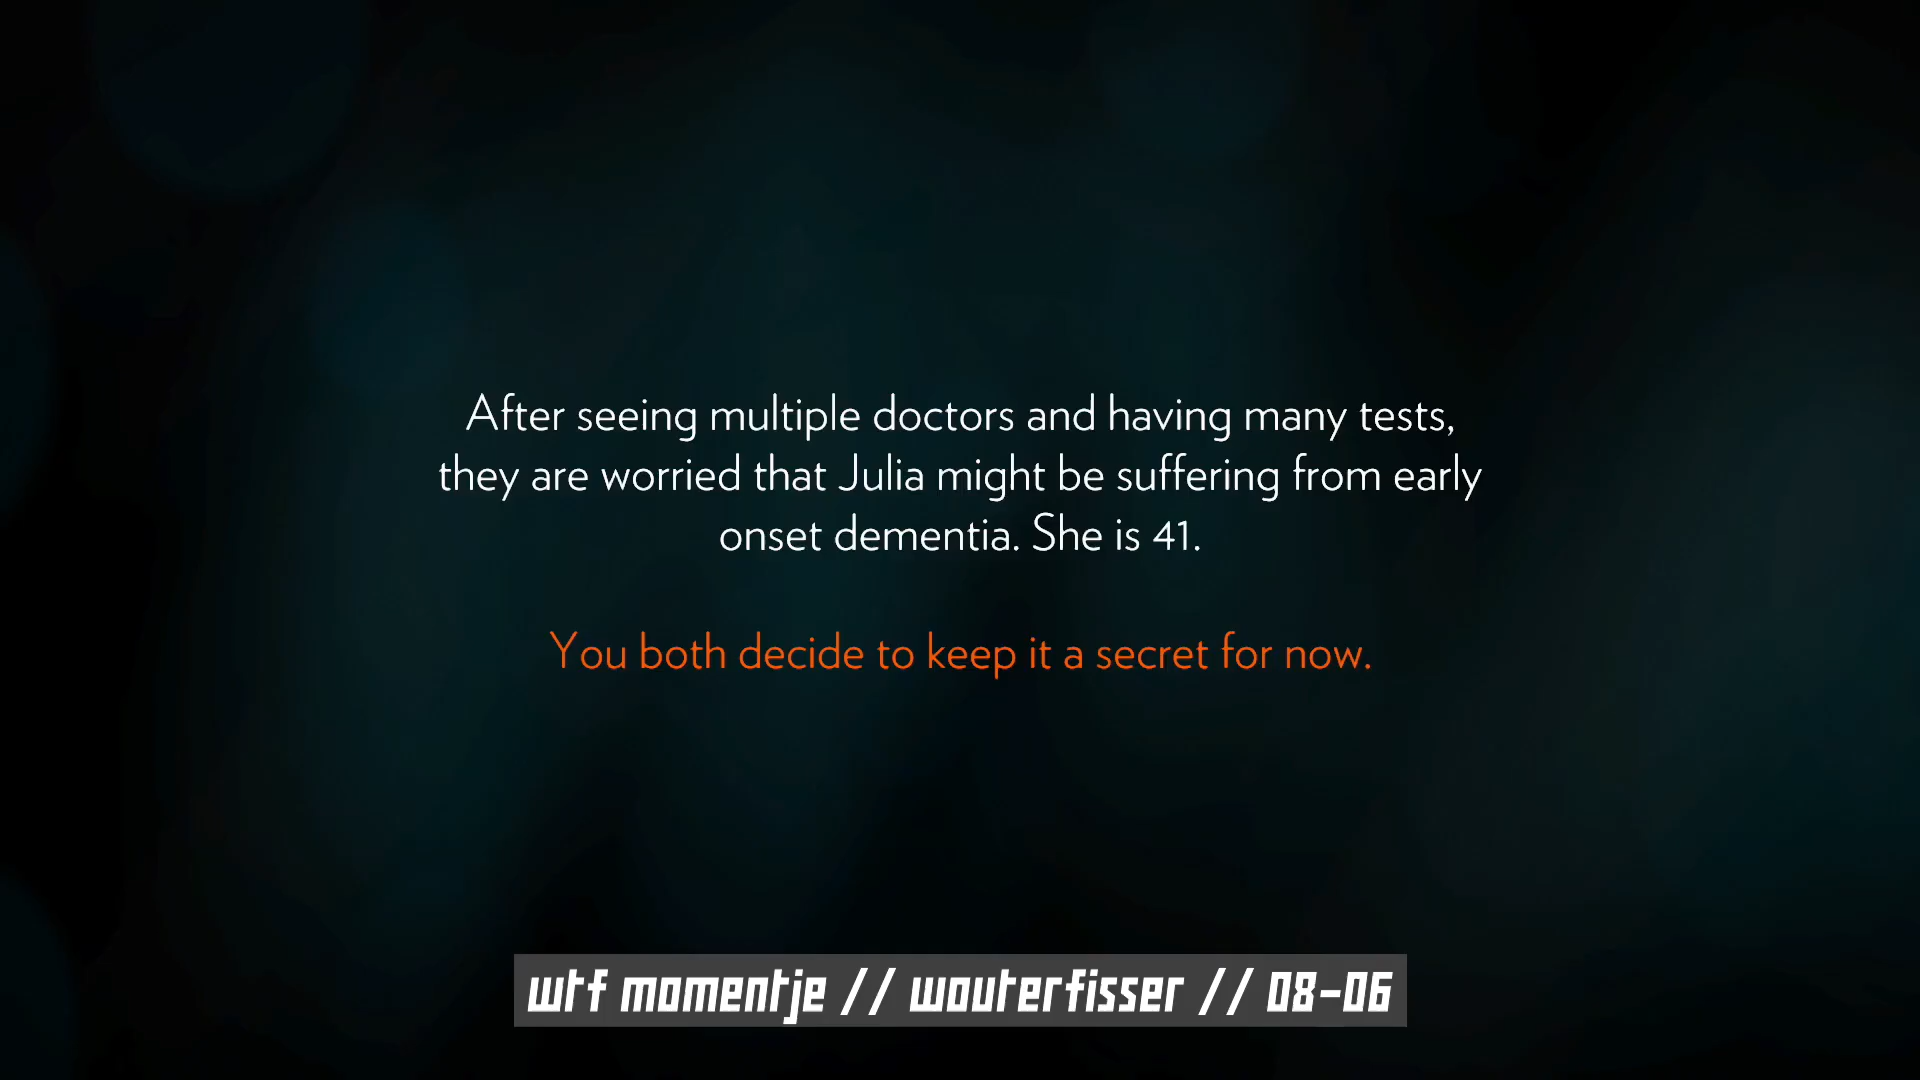 After seeing multiple doctors and having many tests,
they are worried that Julia might be suffering from early
onset dementia. She is 41.
You both decide to keep it a secret for now.
wtf momentje // wouterfisser // 08-06